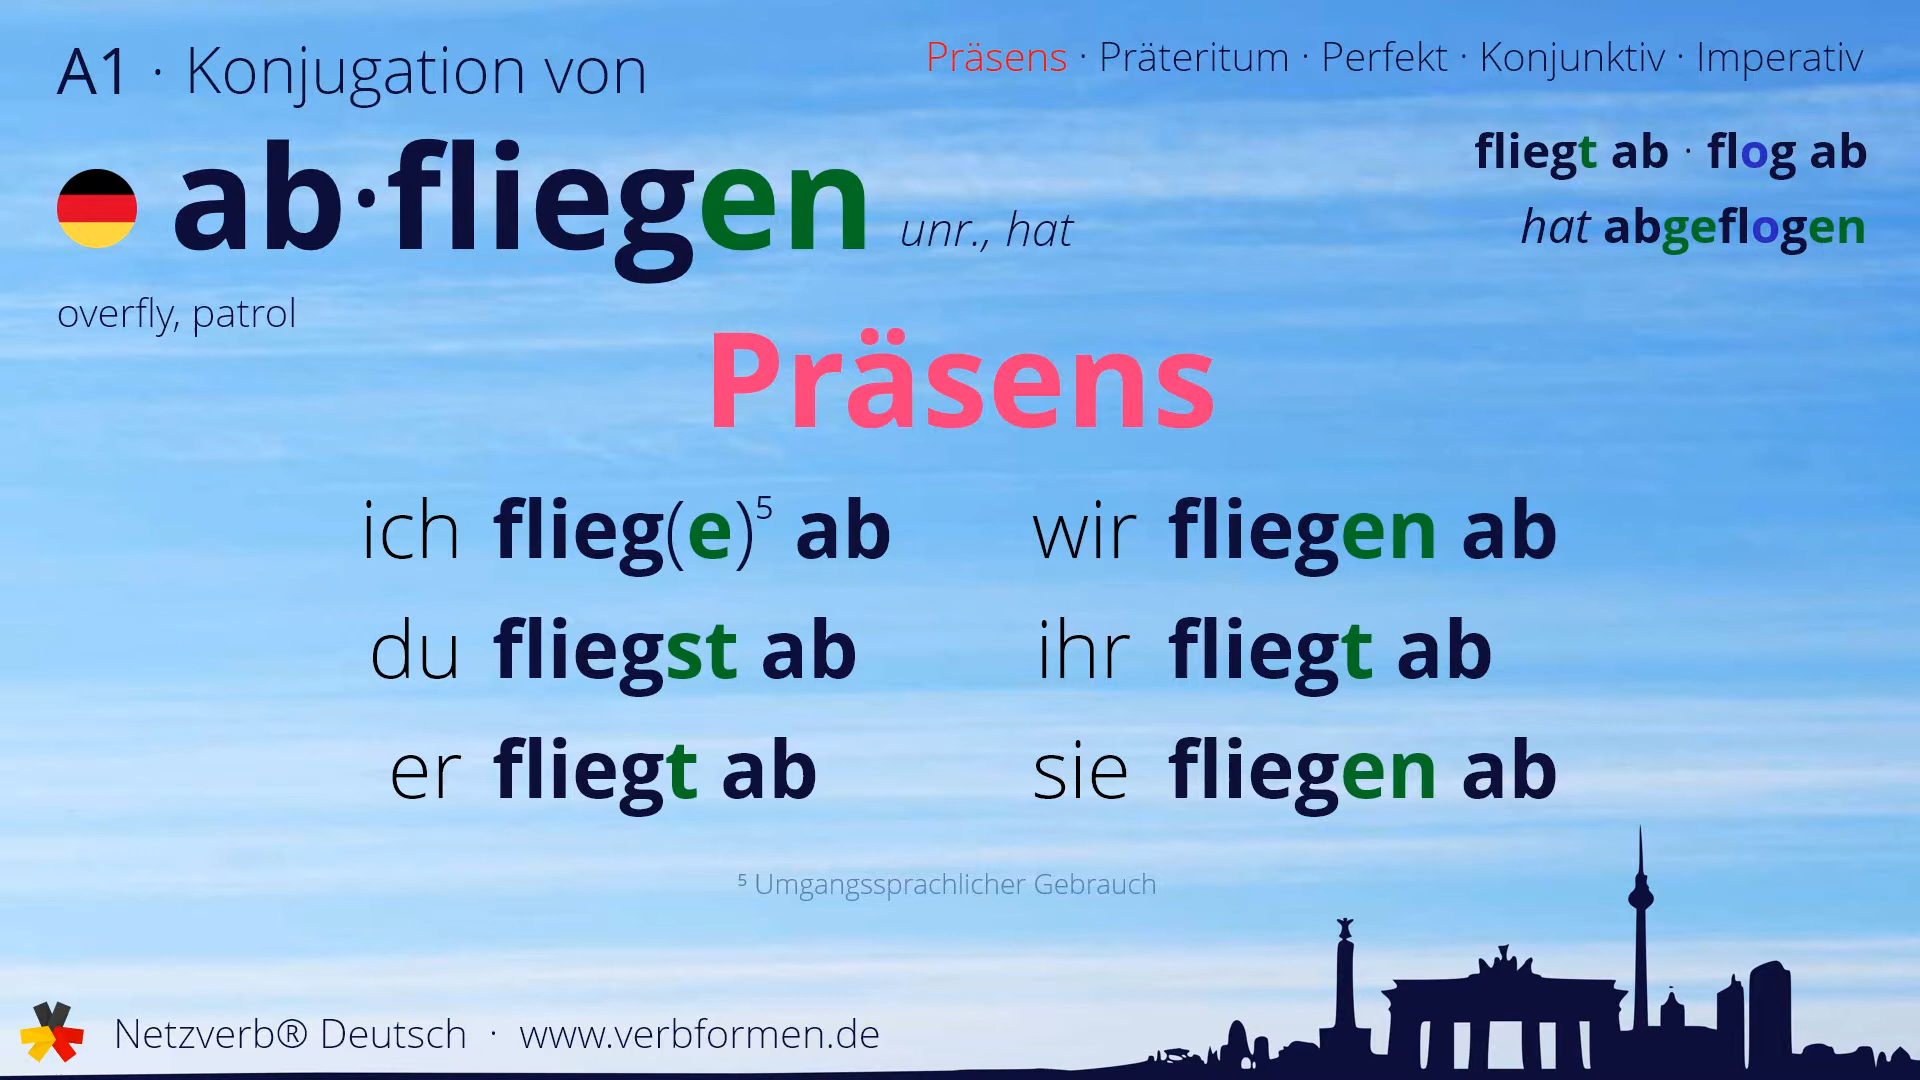 A1 · Konjugation von
Präsens · Präteritum · Perfekt · Konjunktiv · Imperativ
ab·fliegen unr., hat
fliegt ab · flog ab
hat abgeflogen
overfly, patrol
Präsens
ich flieg(e)⁵ ab
du fliegst ab
er fliegt ab
wir fliegen ab
ihr fliegt ab
sie fliegen ab
⁵ Umgangssprachlicher Gebrauch
Netzverb® Deutsch · www.verbformen.de